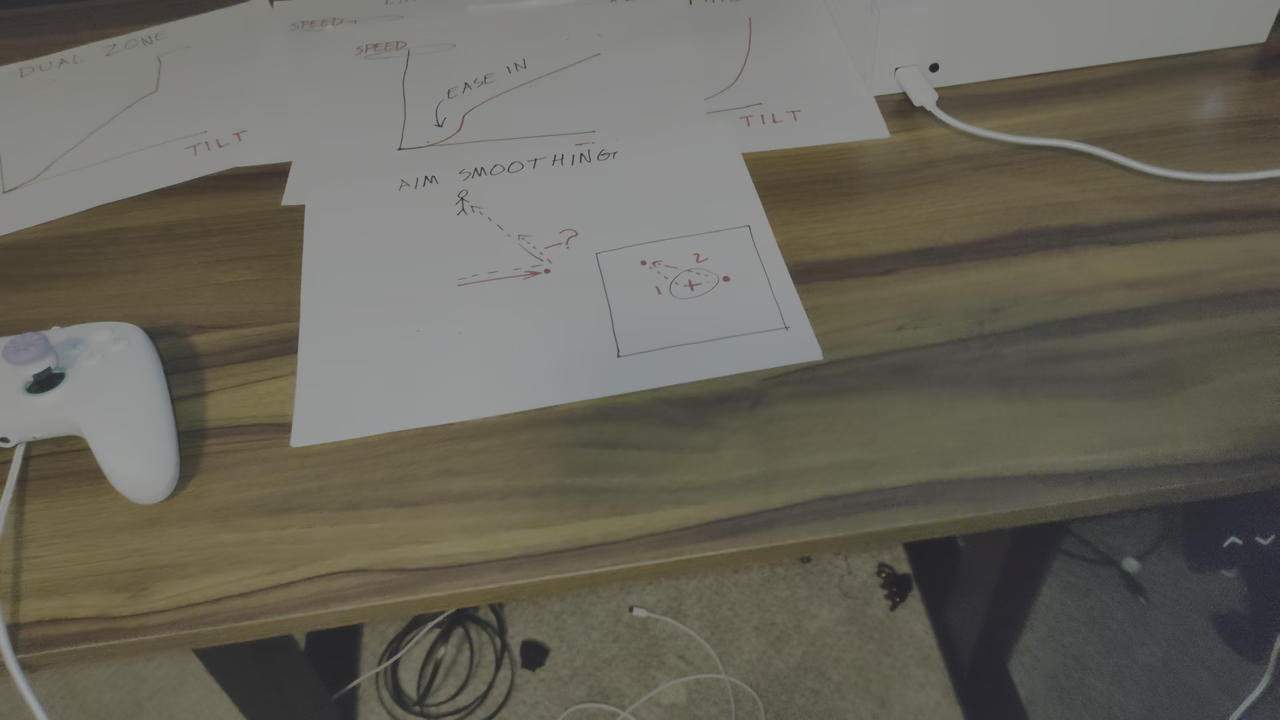 DUAL ZONE
TILT
SPEED
SPEED
EASE IN
TILT
AIM SMOOTHING
?
1
2